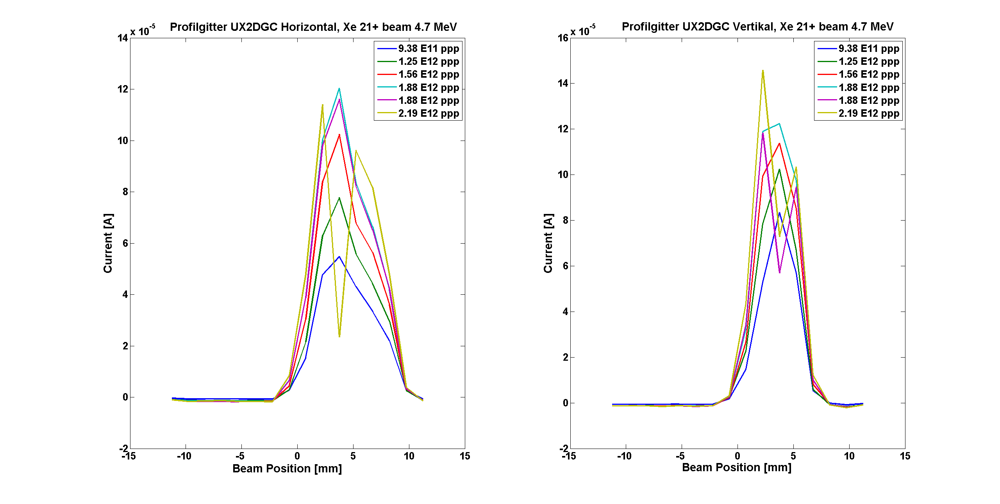 Profilgitter UX2DGC Horizontal, Xe 21+ beam 4.7 MeV
x 10-5
14
12
10
8
6
4
2
0
-2
-15
-10
-5
0
5
10
15
Current [A]
Beam Position [mm]
9.38 E11 ppp
1.25 E12 ppp
1.56 E12 ppp
1.88 E12 ppp
1.88 E12 ppp
2.19 E12 ppp
Profilgitter UX2DGC Vertikal, Xe 21+ beam 4.7 MeV
x 10-5
16
14
12
10
8
6
4
2
0
-2
-15
-10
-5
0
5
10
15
Current [A]
Beam Position [mm]
9.38 E11 ppp
1.25 E12 ppp
1.56 E12 ppp
1.88 E12 ppp
1.88 E12 ppp
2.19 E12 ppp